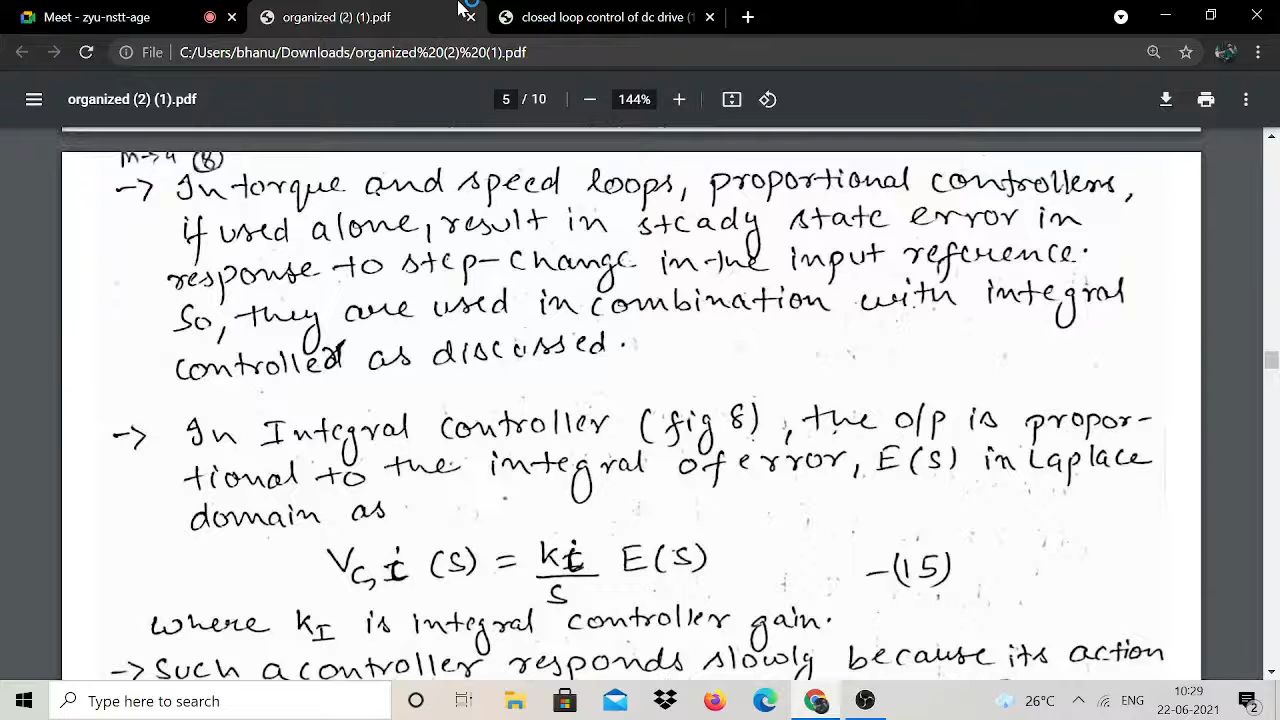 Meet - zyu-nstt-age
organized (2) (1).pdf
closed loop control of dc drive (1
File
C:/Users/bhanu/Downloads/organized%20(2)%20(1).pdf
organized (2) (1).pdf
5 / 10
144%
m→4 (8)
→ In torque and speed loops, proportional controllers,
if used alone, result in steady state error in
response to step-change in the input reference.
So, they are used in combination with integral
controller as discussed.
→ In Integral controller (fig 8), the o/p is propor-
tional to the integral of error, E(s) in Laplace
domain as
Vc,i (s) = ki/s E(s) -(15)
where kI is integral controller gain.
→ Such a controller responds slowly because its action
Type here to search
26°C
ENG
10:29
22-06-2021
2